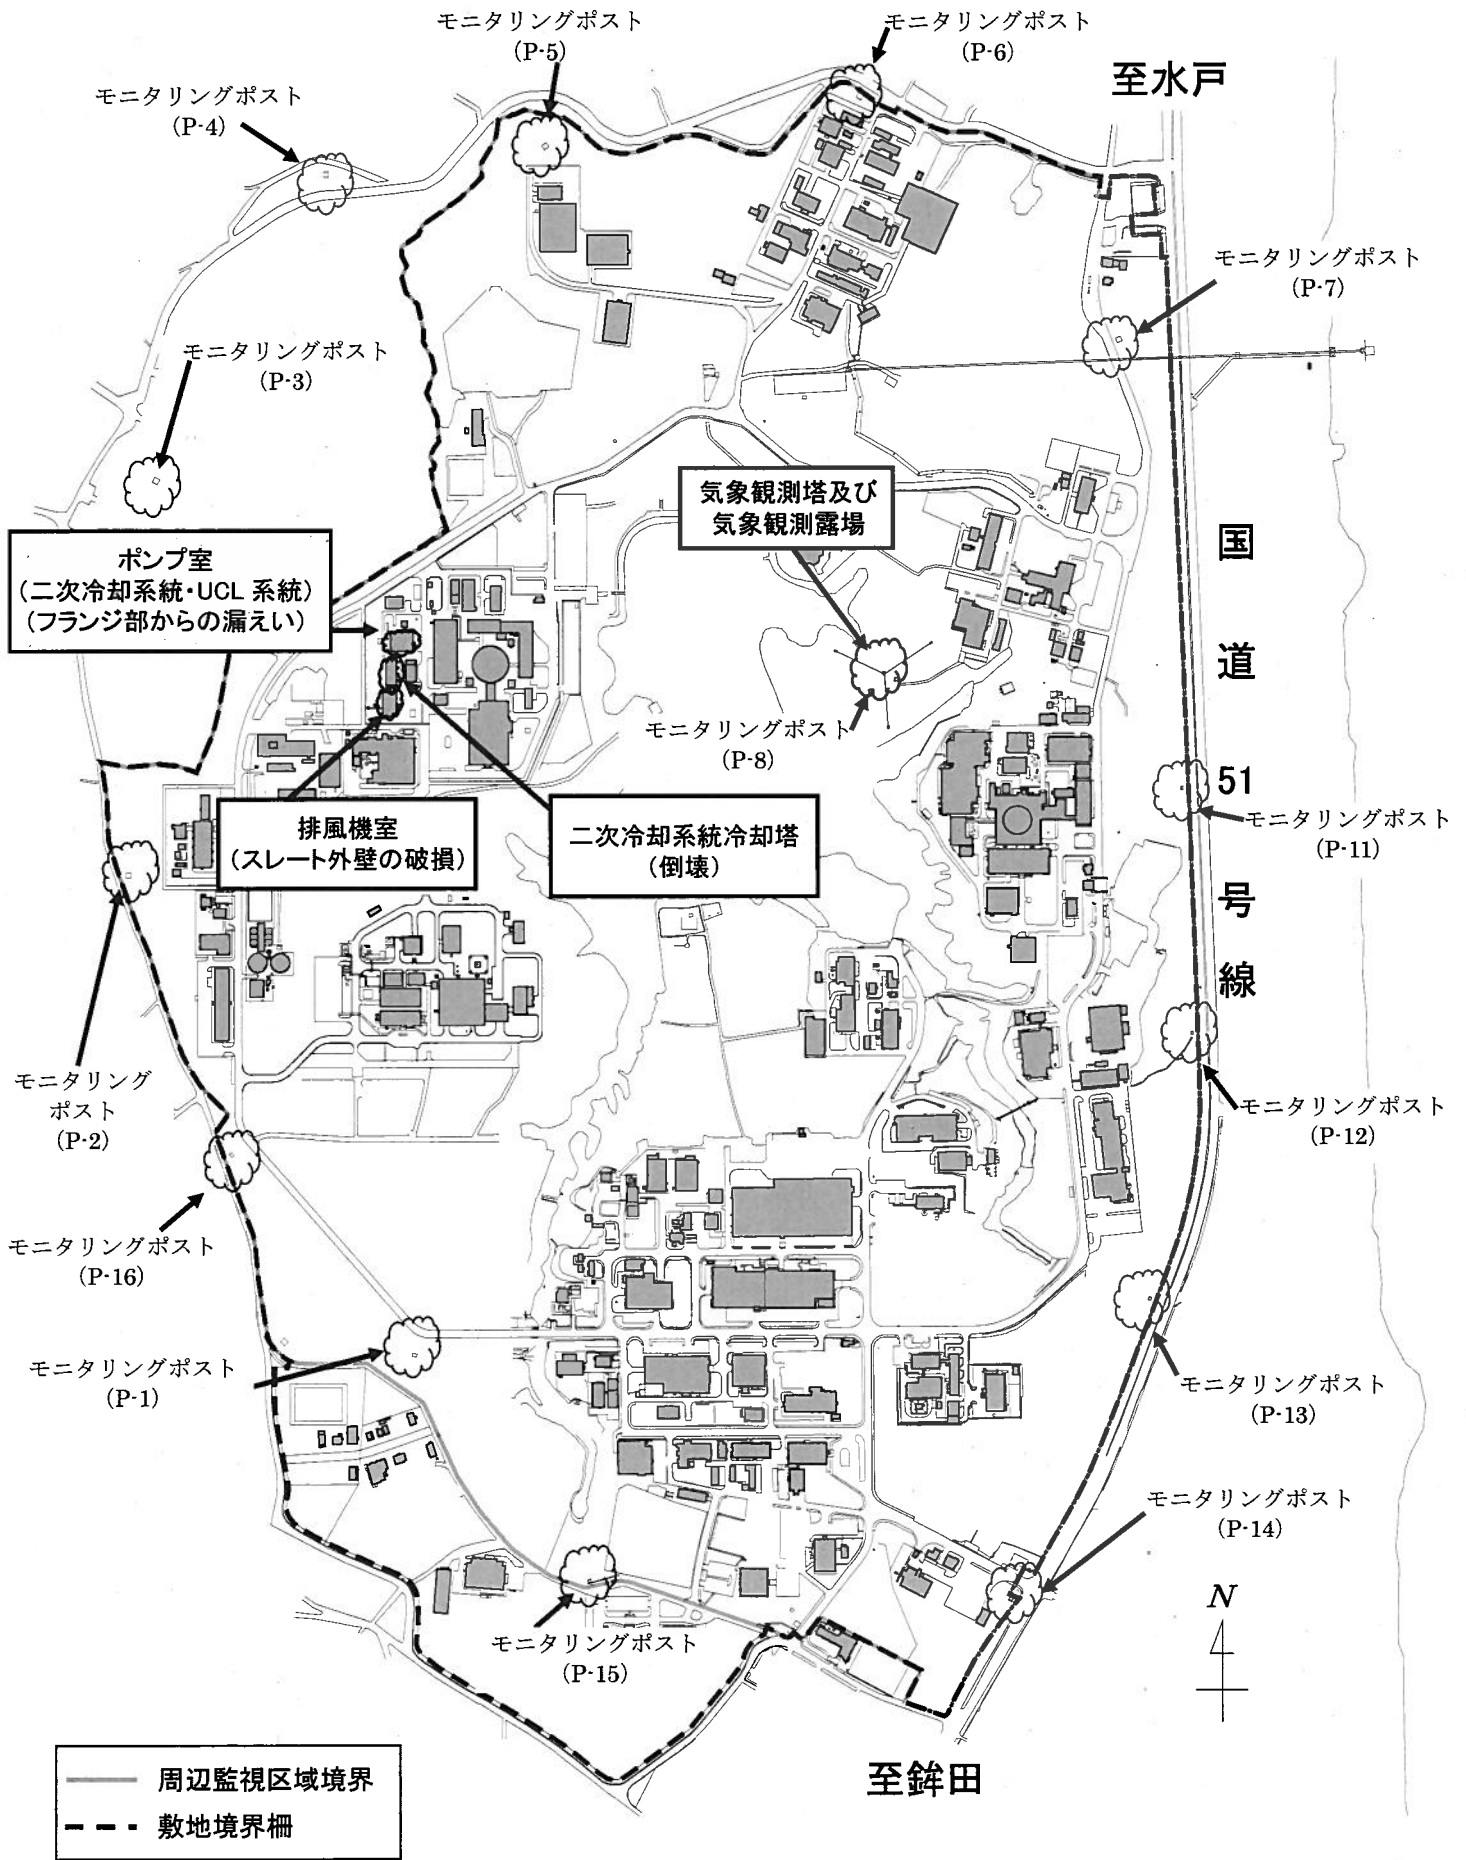 モニタリングポスト
(P-5)
モニタリングポスト
(P-6)
至水戸
モニタリングポスト
(P-4)
モニタリングポスト
(P-7)
モニタリングポスト
(P-3)
気象観測塔及び
気象観測露場
国道51号線
ポンプ室
(二次冷却系統・UCL 系統)
(フランジ部からの漏えい)
モニタリングポスト
(P-8)
排風機室
(スレート外壁の破損)
二次冷却系統冷却塔
(倒壊)
モニタリングポスト
(P-11)
モニタリング
ポスト
(P-2)
モニタリングポスト
(P-12)
モニタリングポスト
(P-16)
モニタリングポスト
(P-1)
モニタリングポスト
(P-13)
モニタリングポスト
(P-14)
N
モニタリングポスト
(P-15)
至鉾田
周辺監視区域境界
敷地境界柵